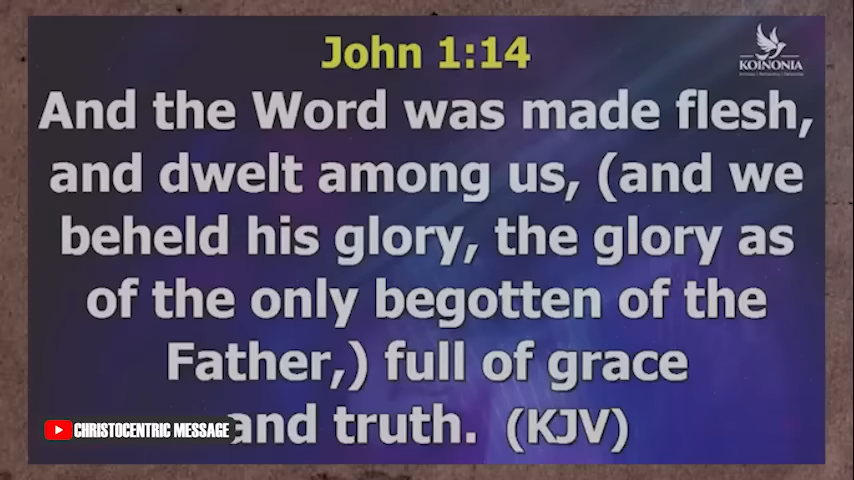 John 1:14
KOINONIA
And the Word was made flesh,
and dwelt among us, (and we
beheld his glory, the glory as
of the only begotten of the
Father,) full of grace
and truth. (KJV)
CHRISTOCENTRIC MESSAGE